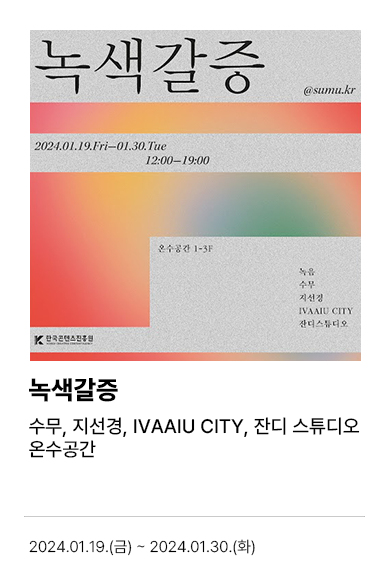 녹색갈증
@sumu.kr
2024.01.19.Fri—01.30.Tue
12:00—19:00
온수공간 1-3F
녹음
수무
지선경
IVAAIU CITY
잔디스튜디오
한국콘텐츠진흥원
녹색갈증
수무, 지선경, IVAAIU CITY, 잔디 스튜디오
온수공간
2024.01.19.(금) ~ 2024.01.30.(화)